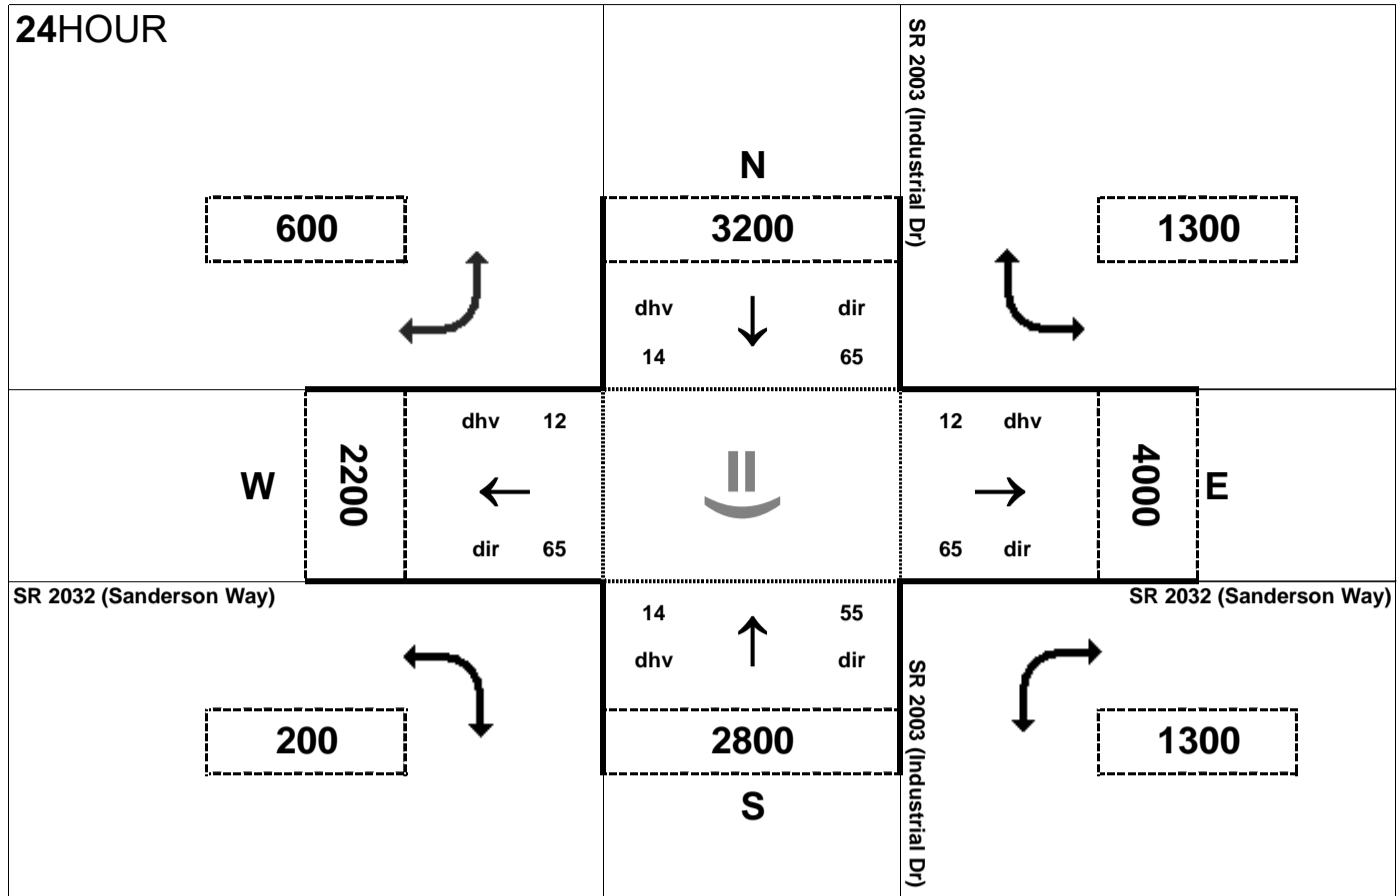 24HOUR
SR 2003 (Industrial Dr)
N
600
3200
1300
dhv dir
14 65
dhv 12
12 dhv
W
2200
4000
E
dir 65
65 dir
SR 2032 (Sanderson Way)
SR 2032 (Sanderson Way)
14 55
dhv dir
SR 2003 (Industrial Dr)
200
2800
1300
S